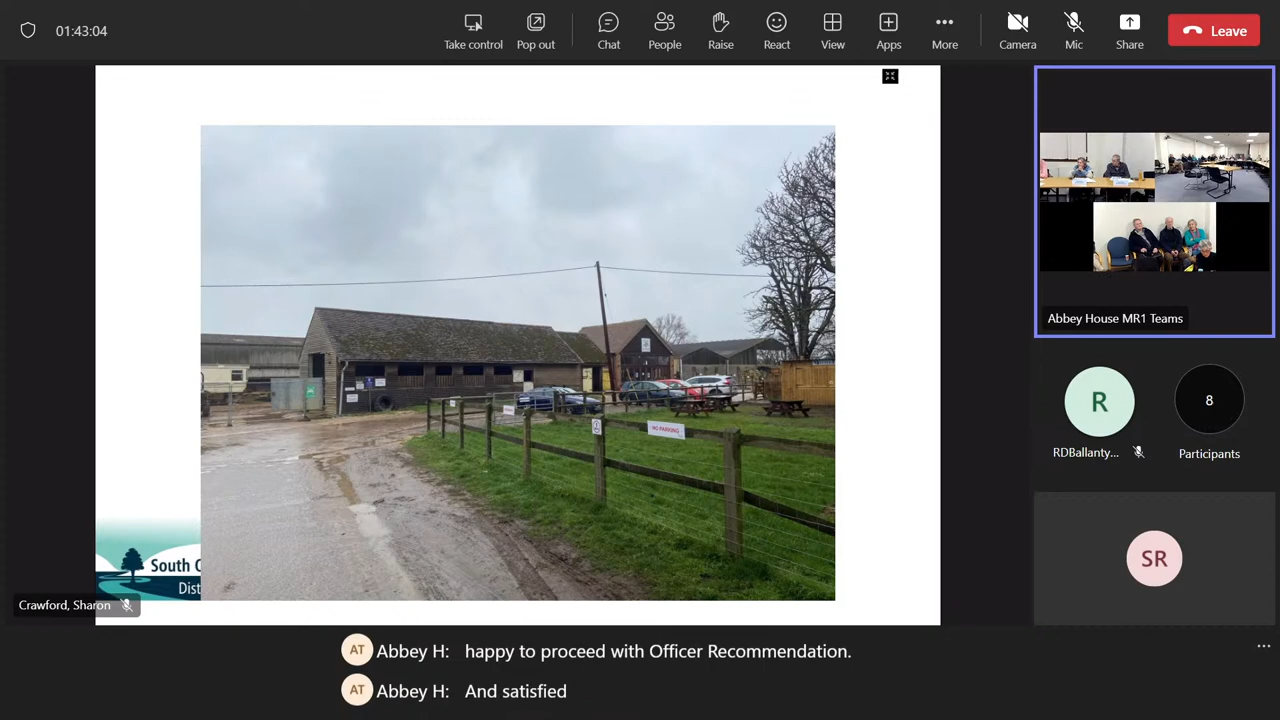 01:43:04
Take control
Pop out
Chat
People
Raise
React
View
Apps
More
Camera
Mic
Share
Leave
NO PARKING
South O
Dist
Crawford, Sharon
Abbey House MR1 Teams
R
RDBallanty...
8
Participants
SR
AT Abbey H: happy to proceed with Officer Recommendation.
AT Abbey H: And satisfied